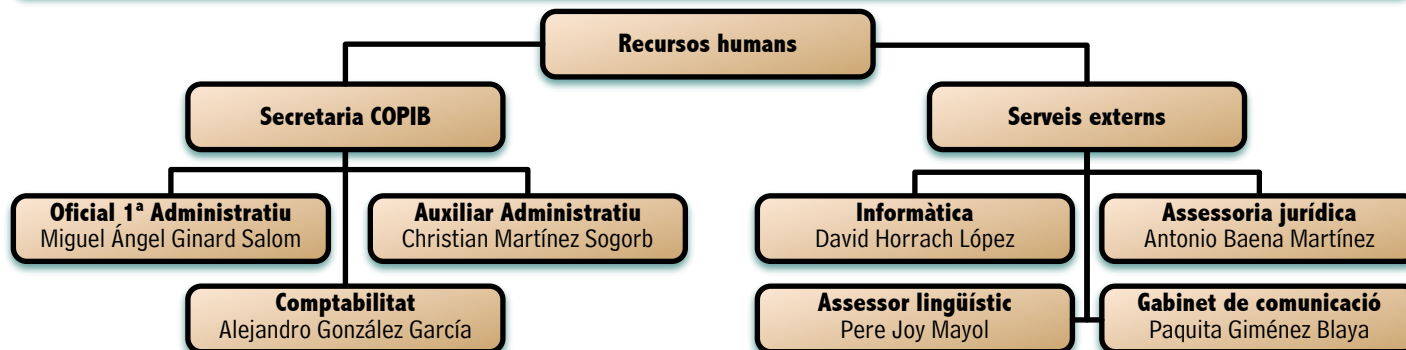 Recursos humans
Secretaria COPIB
Serveis externs
Oficial 1ª Administratiu
Miguel Ángel Ginard Salom
Auxiliar Administratiu
Christian Martínez Sogorb
Informàtica
David Horrach López
Assessoria jurídica
Antonio Baena Martínez
Comptabilitat
Alejandro González García
Assessor lingüístic
Pere Joy Mayol
Gabinet de comunicació
Paquita Giménez Blaya